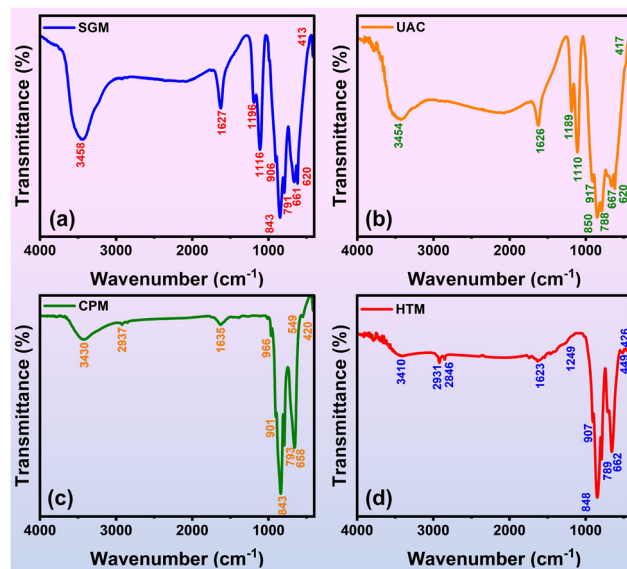 SGM
413
1627
1196
3458
1116
906
791
661
620
843
(a)
Transmittance (%)
4000 3000 2000 1000
Wavenumber (cm⁻¹)
UAC
417
3454
1626
1189
1110
917
667
620
850
788
(b)
Transmittance (%)
4000 3000 2000 1000
Wavenumber (cm⁻¹)
CPM
549
420
3430
2937
1635
966
901
793
658
843
(c)
Transmittance (%)
4000 3000 2000 1000
Wavenumber (cm⁻¹)
HTM
426
449
3410
2931
2846
1623
1249
907
789
662
848
(d)
Transmittance (%)
4000 3000 2000 1000
Wavenumber (cm⁻¹)